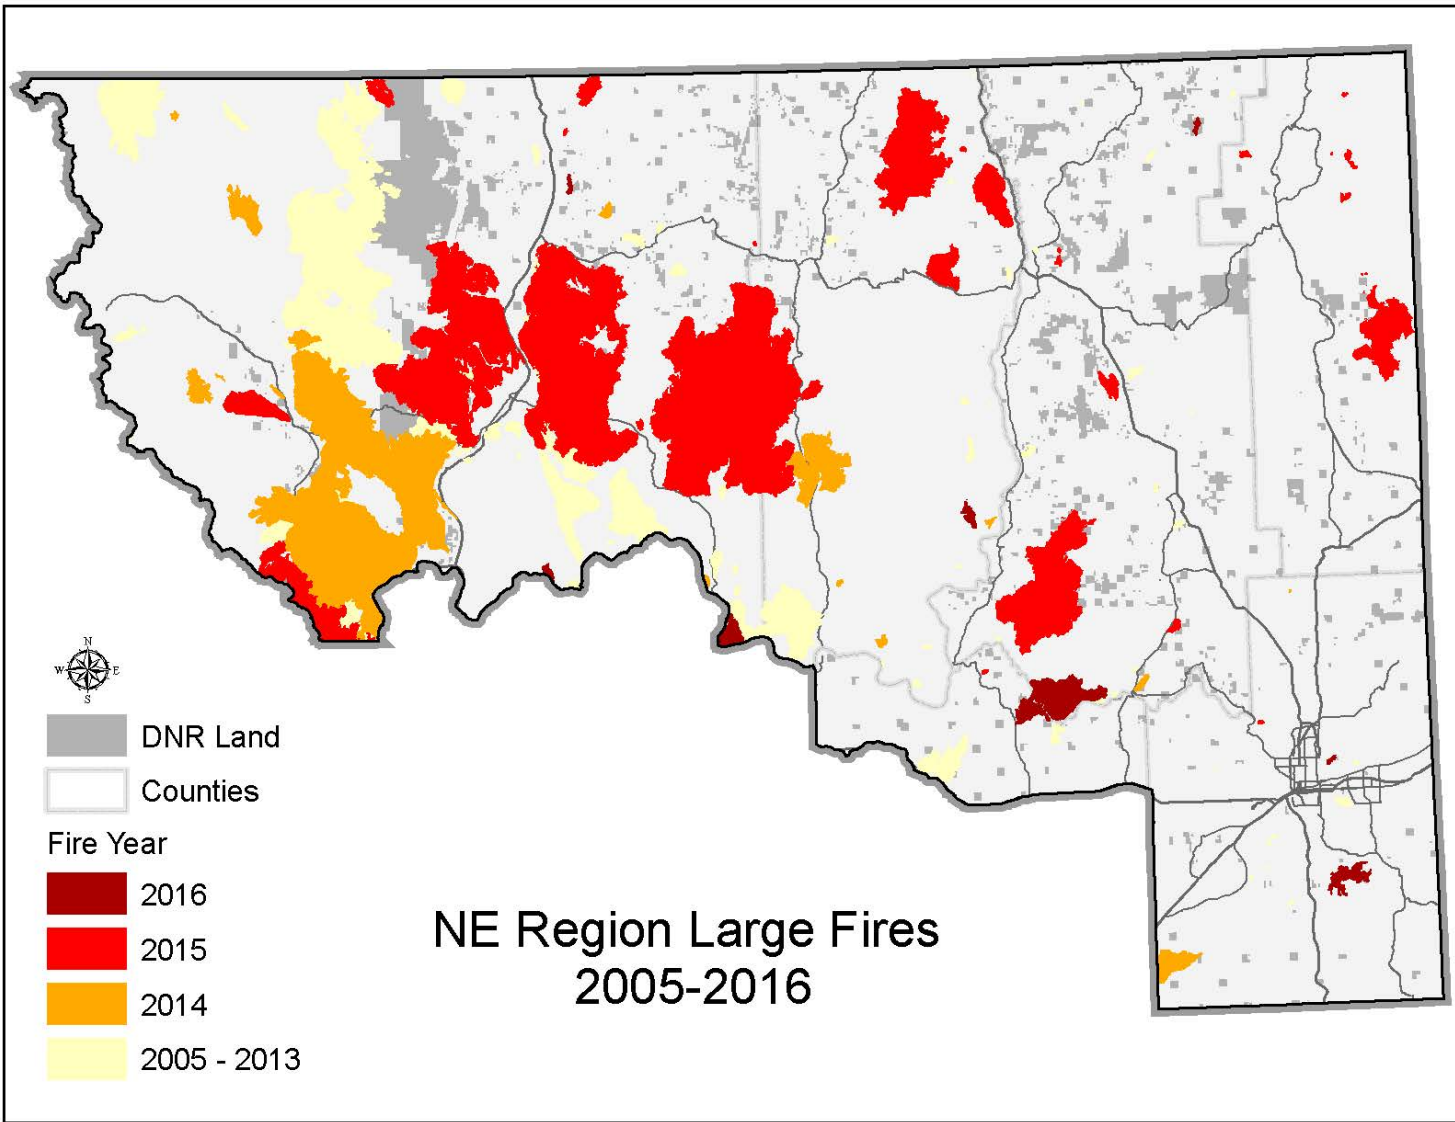 N
W E
S
DNR Land
Counties
Fire Year
2016
2015
2014
2005 - 2013
NE Region Large Fires
2005-2016